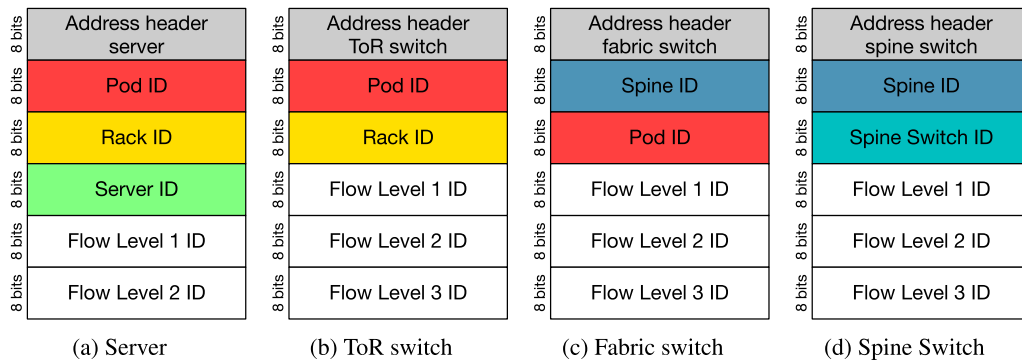 8 bits
Address header
server
8 bits
Pod ID
8 bits
Rack ID
8 bits
Server ID
8 bits
Flow Level 1 ID
8 bits
Flow Level 2 ID
(a) Server
8 bits
Address header
ToR switch
8 bits
Pod ID
8 bits
Rack ID
8 bits
Flow Level 1 ID
8 bits
Flow Level 2 ID
8 bits
Flow Level 3 ID
(b) ToR switch
8 bits
Address header
fabric switch
8 bits
Spine ID
8 bits
Pod ID
8 bits
Flow Level 1 ID
8 bits
Flow Level 2 ID
8 bits
Flow Level 3 ID
(c) Fabric switch
8 bits
Address header
spine switch
8 bits
Spine ID
8 bits
Spine Switch ID
8 bits
Flow Level 1 ID
8 bits
Flow Level 2 ID
8 bits
Flow Level 3 ID
(d) Spine Switch